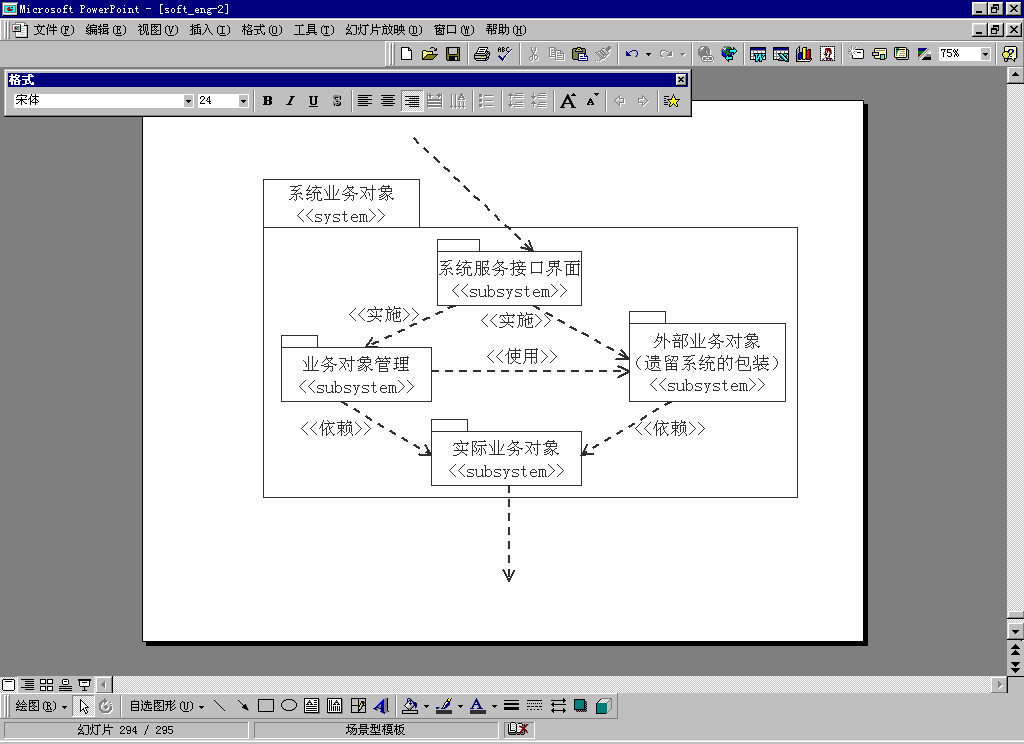 Microsoft PowerPoint - [soft_eng-2]
文件(F) 编辑(E) 视图(V) 插入(I) 格式(O) 工具(T) 幻灯片放映(D) 窗口(W) 帮助(H)
75%
格式
宋体 24 B I U S A A
系统业务对象
<<system>>
系统服务接口界面
<<subsystem>>
<<实施>> <<实施>>
外部业务对象
(遗留系统的包装)
<<subsystem>>
<<使用>>
业务对象管理
<<subsystem>>
<<依赖>> <<依赖>>
实际业务对象
<<subsystem>>
绘图(R) 自选图形(U)
幻灯片 294 / 295 场景型模板